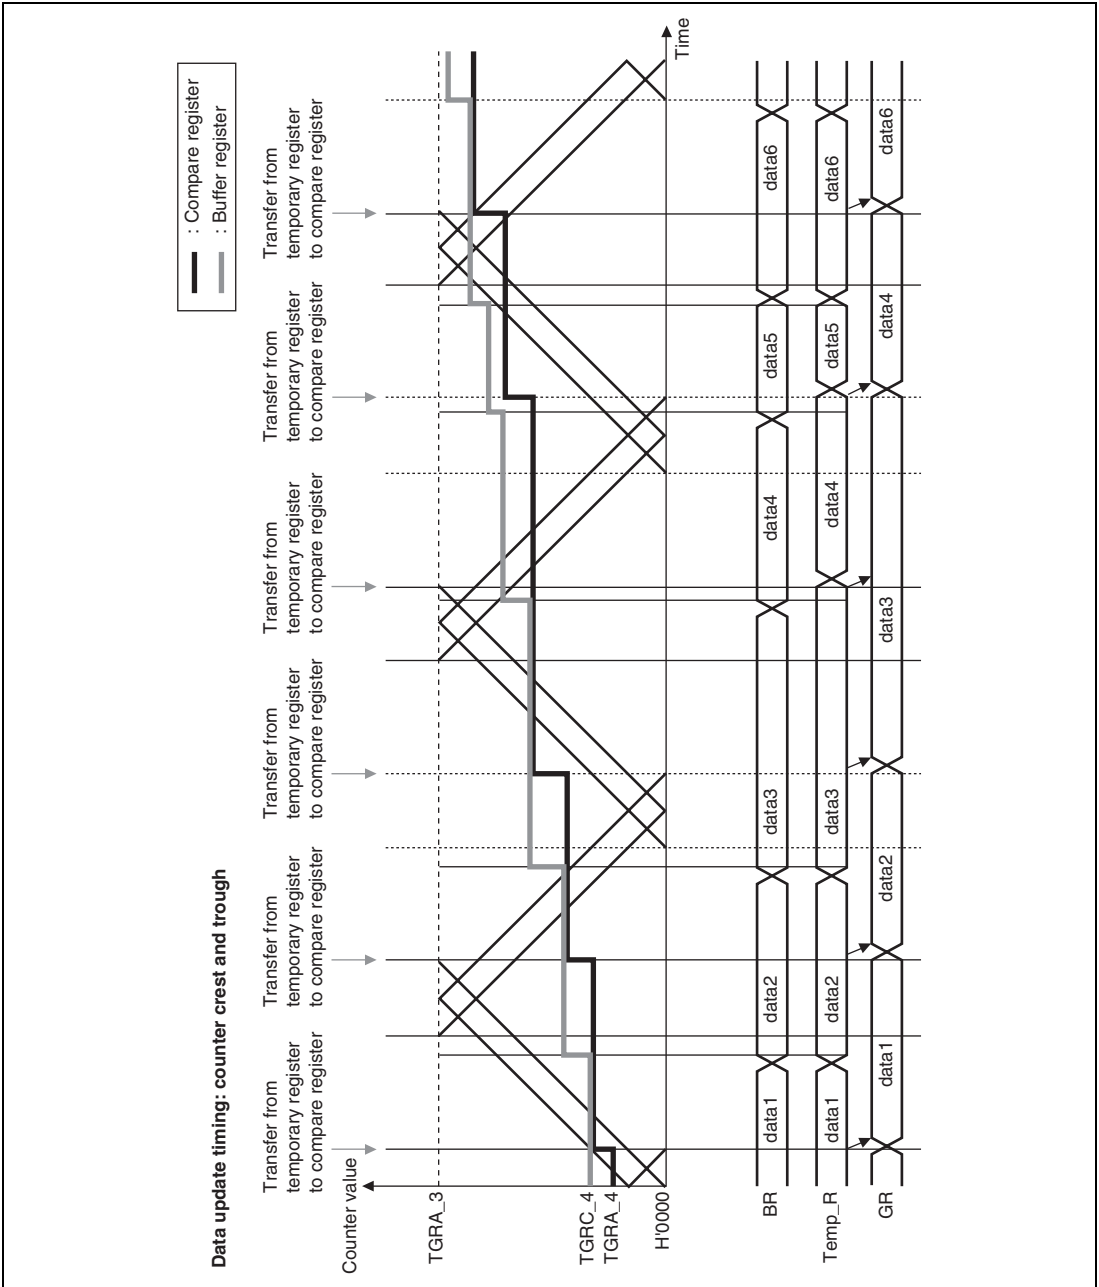 Data update timing: counter crest and trough
: Compare register
: Buffer register
Transfer from
temporary register
to compare register
Transfer from
temporary register
to compare register
Transfer from
temporary register
to compare register
Transfer from
temporary register
to compare register
Transfer from
temporary register
to compare register
Transfer from
temporary register
to compare register
Counter value
TGRA_3
TGRC_4
TGRA_4
H'0000
Time
BR
data1
data2
data3
data4
data5
data6
Temp_R
data1
data2
data3
data4
data5
data6
GR
data1
data2
data3
data4
data6